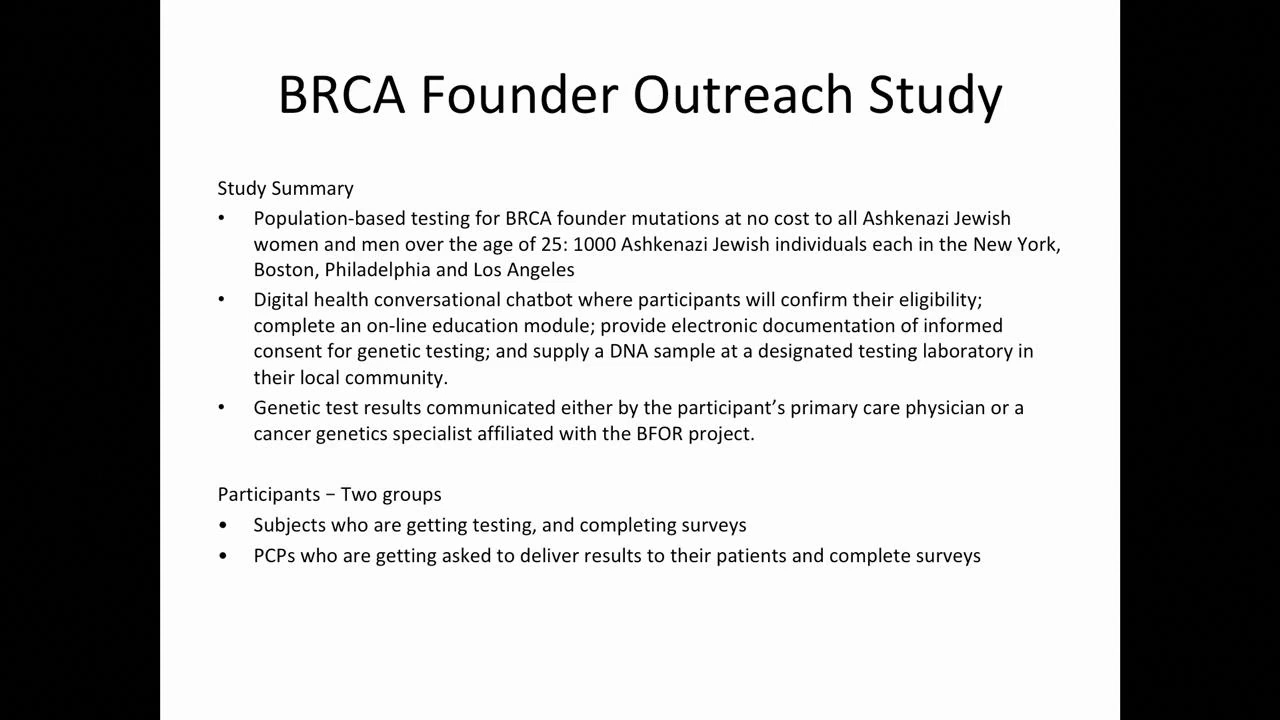 BRCA Founder Outreach Study
Study Summary
• Population-based testing for BRCA founder mutations at no cost to all Ashkenazi Jewish
women and men over the age of 25: 1000 Ashkenazi Jewish individuals each in the New York,
Boston, Philadelphia and Los Angeles
• Digital health conversational chatbot where participants will confirm their eligibility;
complete an on-line education module; provide electronic documentation of informed
consent for genetic testing; and supply a DNA sample at a designated testing laboratory in
their local community.
• Genetic test results communicated either by the participant’s primary care physician or a
cancer genetics specialist affiliated with the BFOR project.
Participants – Two groups
• Subjects who are getting testing, and completing surveys
• PCPs who are getting asked to deliver results to their patients and complete surveys